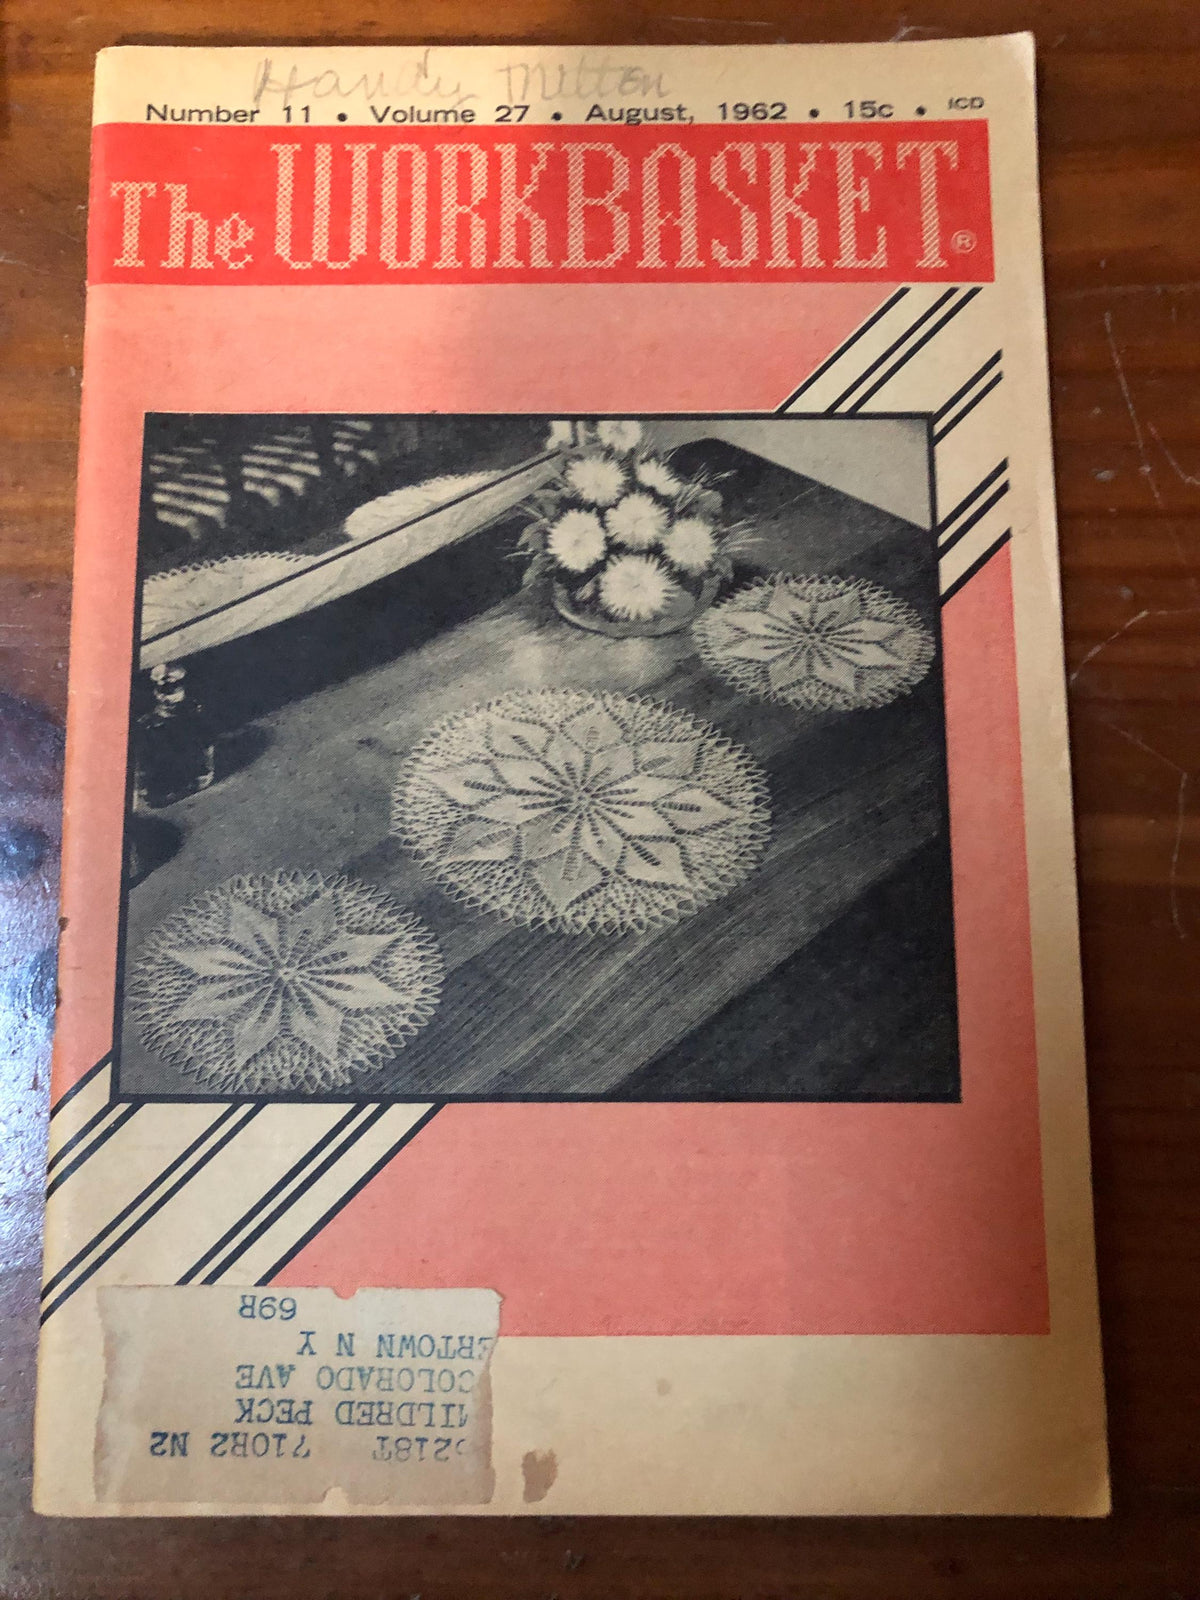 Handy Mitten
Number 11 • Volume 27 • August, 1962 • 15c • ICD
The WORKBASKET®
5218T 710R2 N2
MILDRED PECK
COLORADO AVE
ERTOWN N Y
69R